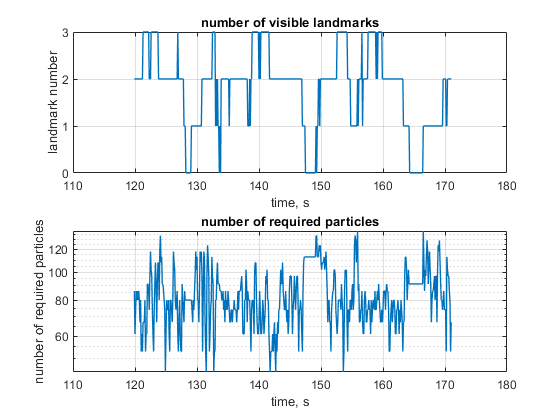 number of visible landmarks
landmark number
3
2
1
0
110 120 130 140 150 160 170 180
time, s
number of required particles
number of required particles
120
100
80
60
110 120 130 140 150 160 170 180
time, s